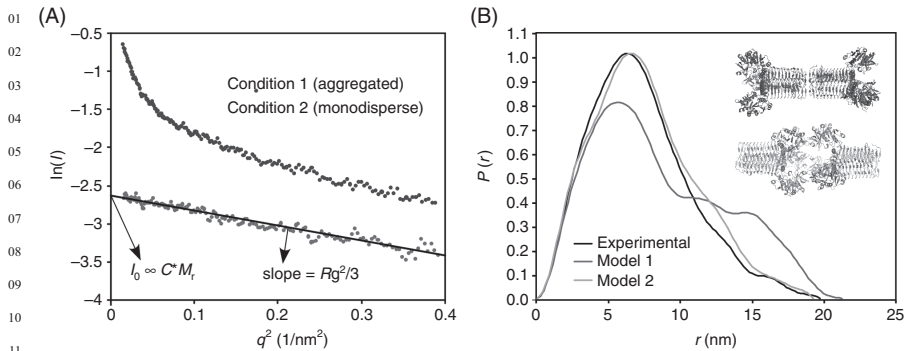 01
02
03
04
05
06
07
08
09
10
11
(A)
−0.5
−1
−1.5
−2
−2.5
−3
−3.5
−4
ln(I)
Condition 1 (aggregated)
Condition 2 (monodisperse)
I₀ ∞ C*Mᵣ
slope = Rg²/3
0 0.1 0.2 0.3 0.4
q² (1/nm²)
(B)
1.1
1.0
0.9
0.8
0.7
0.6
0.5
0.4
0.3
0.2
0.1
0.0
P(r)
Experimental
Model 1
Model 2
0 5 10 15 20 25
r (nm)